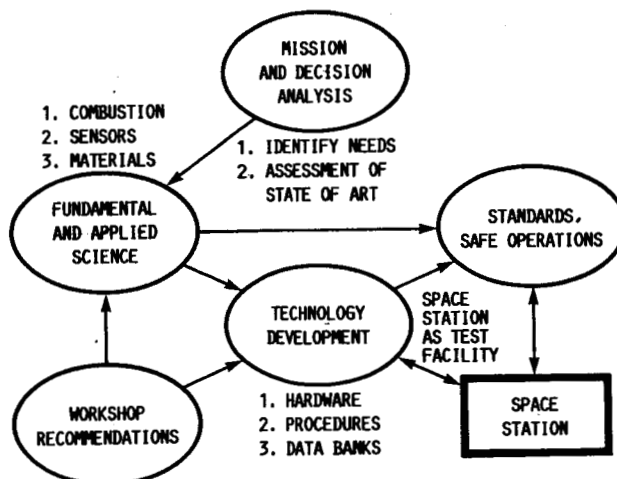 MISSION
AND DECISION
ANALYSIS
1. COMBUSTION
2. SENSORS
3. MATERIALS
1. IDENTIFY NEEDS
2. ASSESSMENT OF
STATE OF ART
FUNDAMENTAL
AND APPLIED
SCIENCE
STANDARDS,
SAFE OPERATIONS
TECHNOLOGY
DEVELOPMENT
SPACE
STATION
AS TEST
FACILITY
WORKSHOP
RECOMMENDATIONS
1. HARDWARE
2. PROCEDURES
3. DATA BANKS
SPACE
STATION